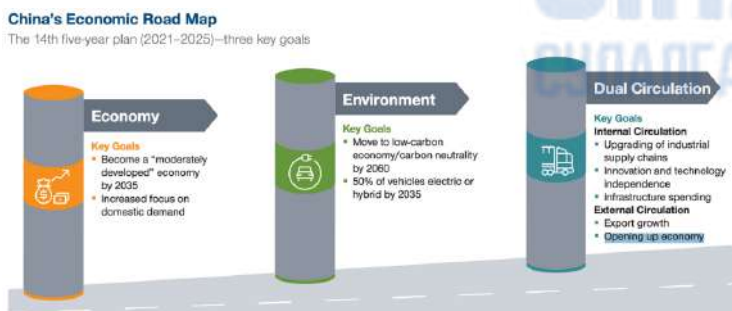 China's Economic Road Map
The 14th five-year plan (2021–2025)—three key goals
Economy
Key Goals
▪ Become a "moderately
developed" economy
by 2035
▪ Increased focus on
domestic demand
Environment
Key Goals
▪ Move to low-carbon
economy/carbon neutrality
by 2060
▪ 50% of vehicles electric or
hybrid by 2035
Dual Circulation
Key Goals
Internal Circulation
▪ Upgrading of industrial
supply chains
▪ Innovation and technology
independence
▪ Infrastructure spending
External Circulation
▪ Export growth
▪ Opening up economy